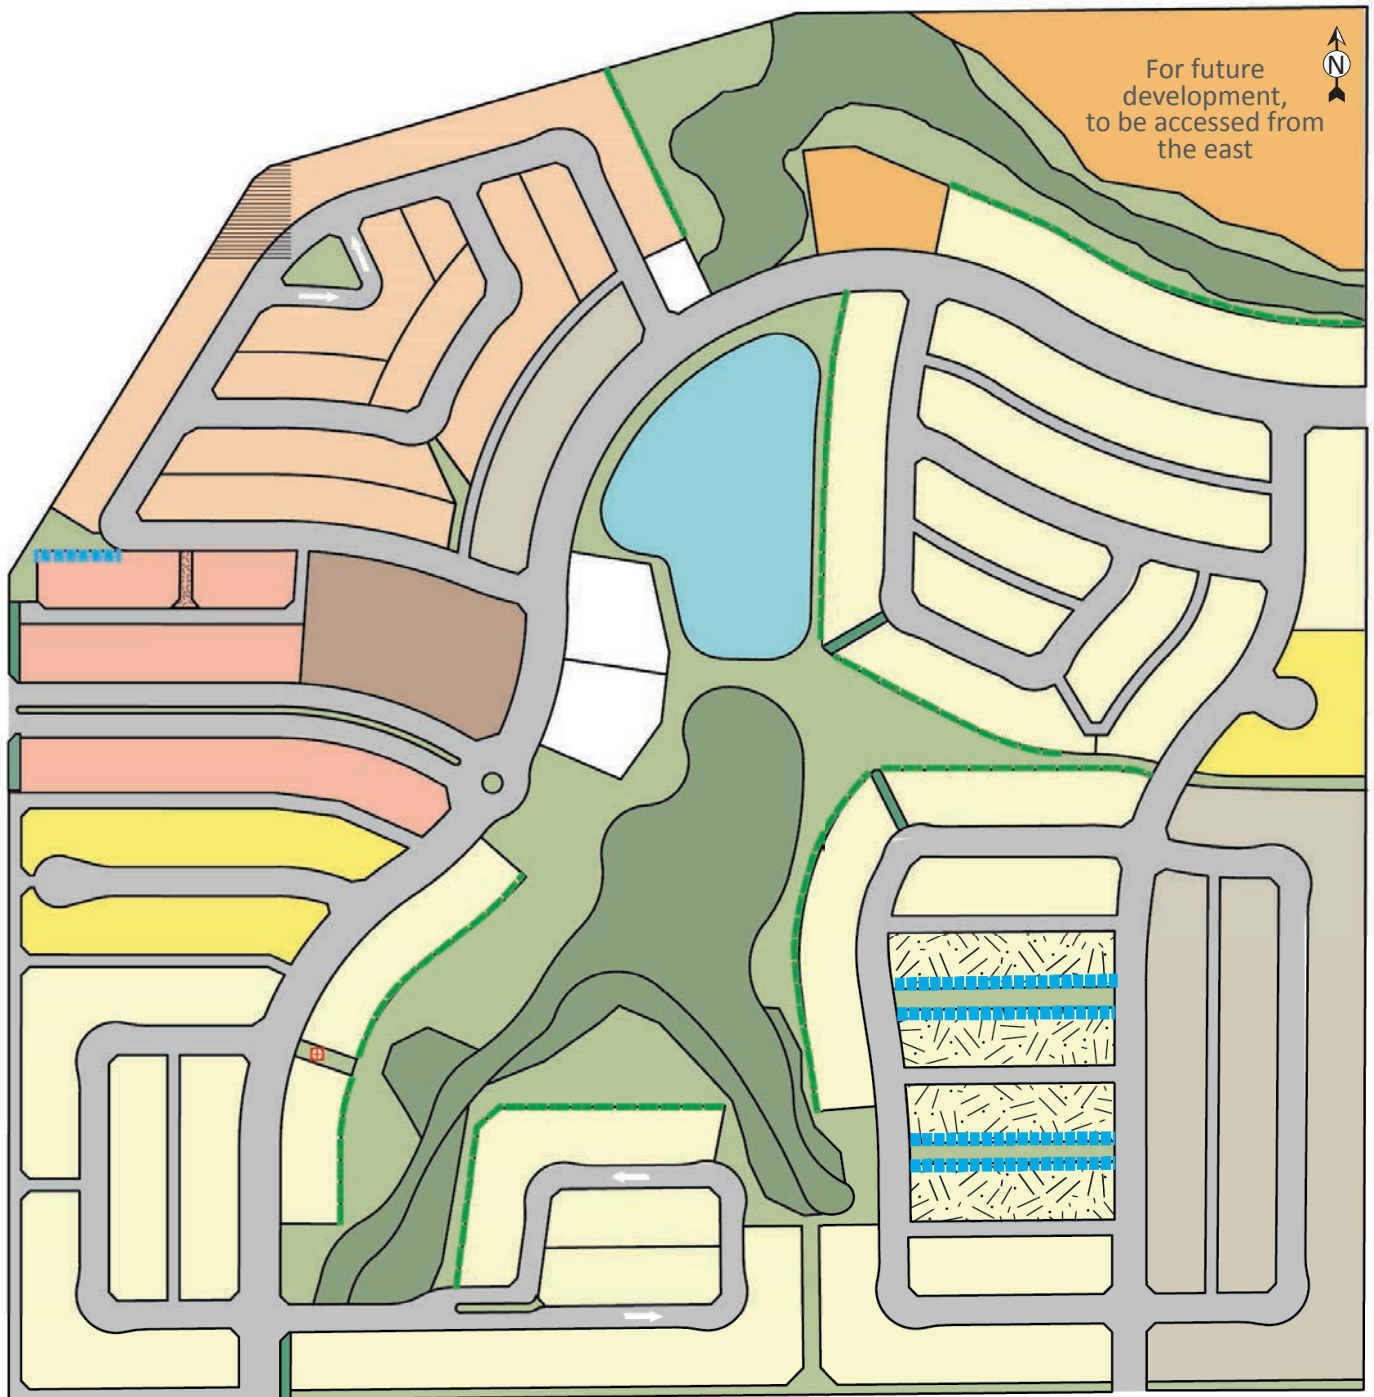 For future
development,
to be accessed from
the east
N